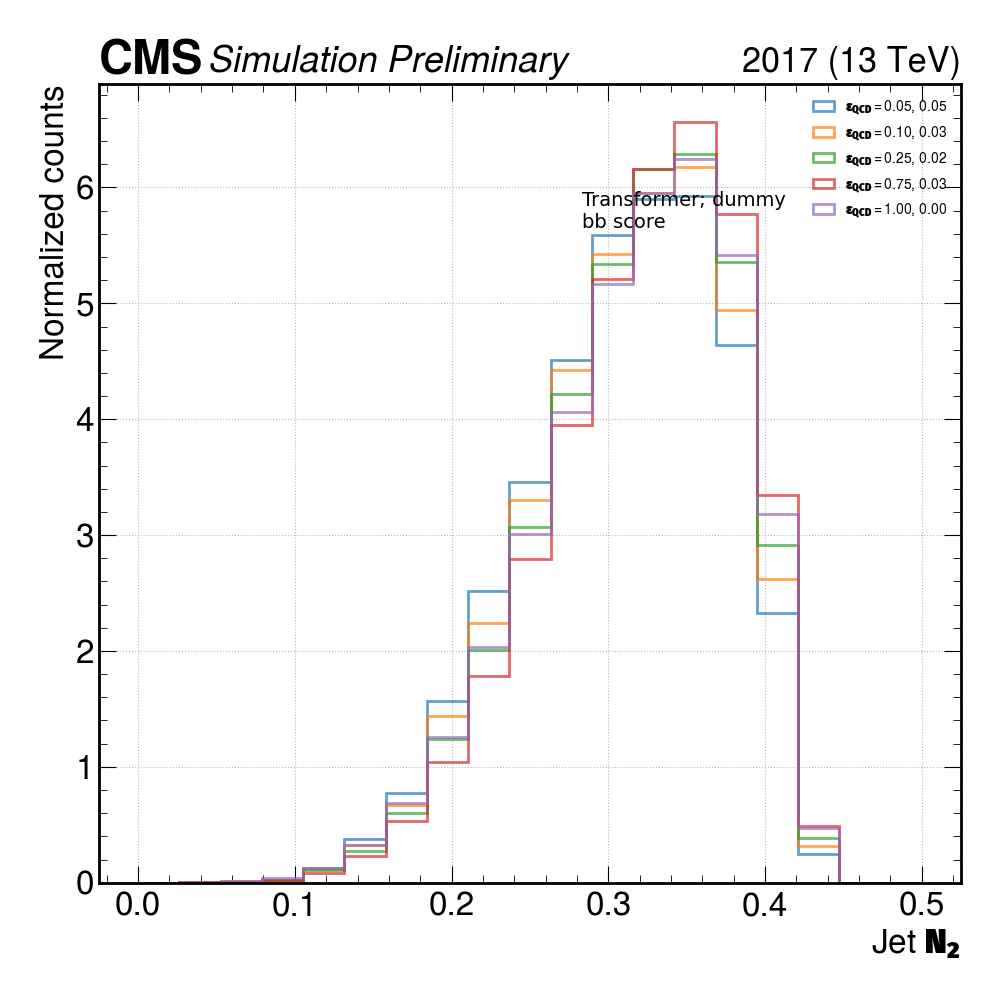 CMS Simulation Preliminary 2017 (13 TeV)
Normalized counts
ε_QCD = 0.05, 0.05
ε_QCD = 0.10, 0.03
ε_QCD = 0.25, 0.02
ε_QCD = 0.75, 0.03
ε_QCD = 1.00, 0.00
Transformer; dummy
bb score
6
5
4
3
2
1
0
0.0 0.1 0.2 0.3 0.4 0.5
Jet N₂